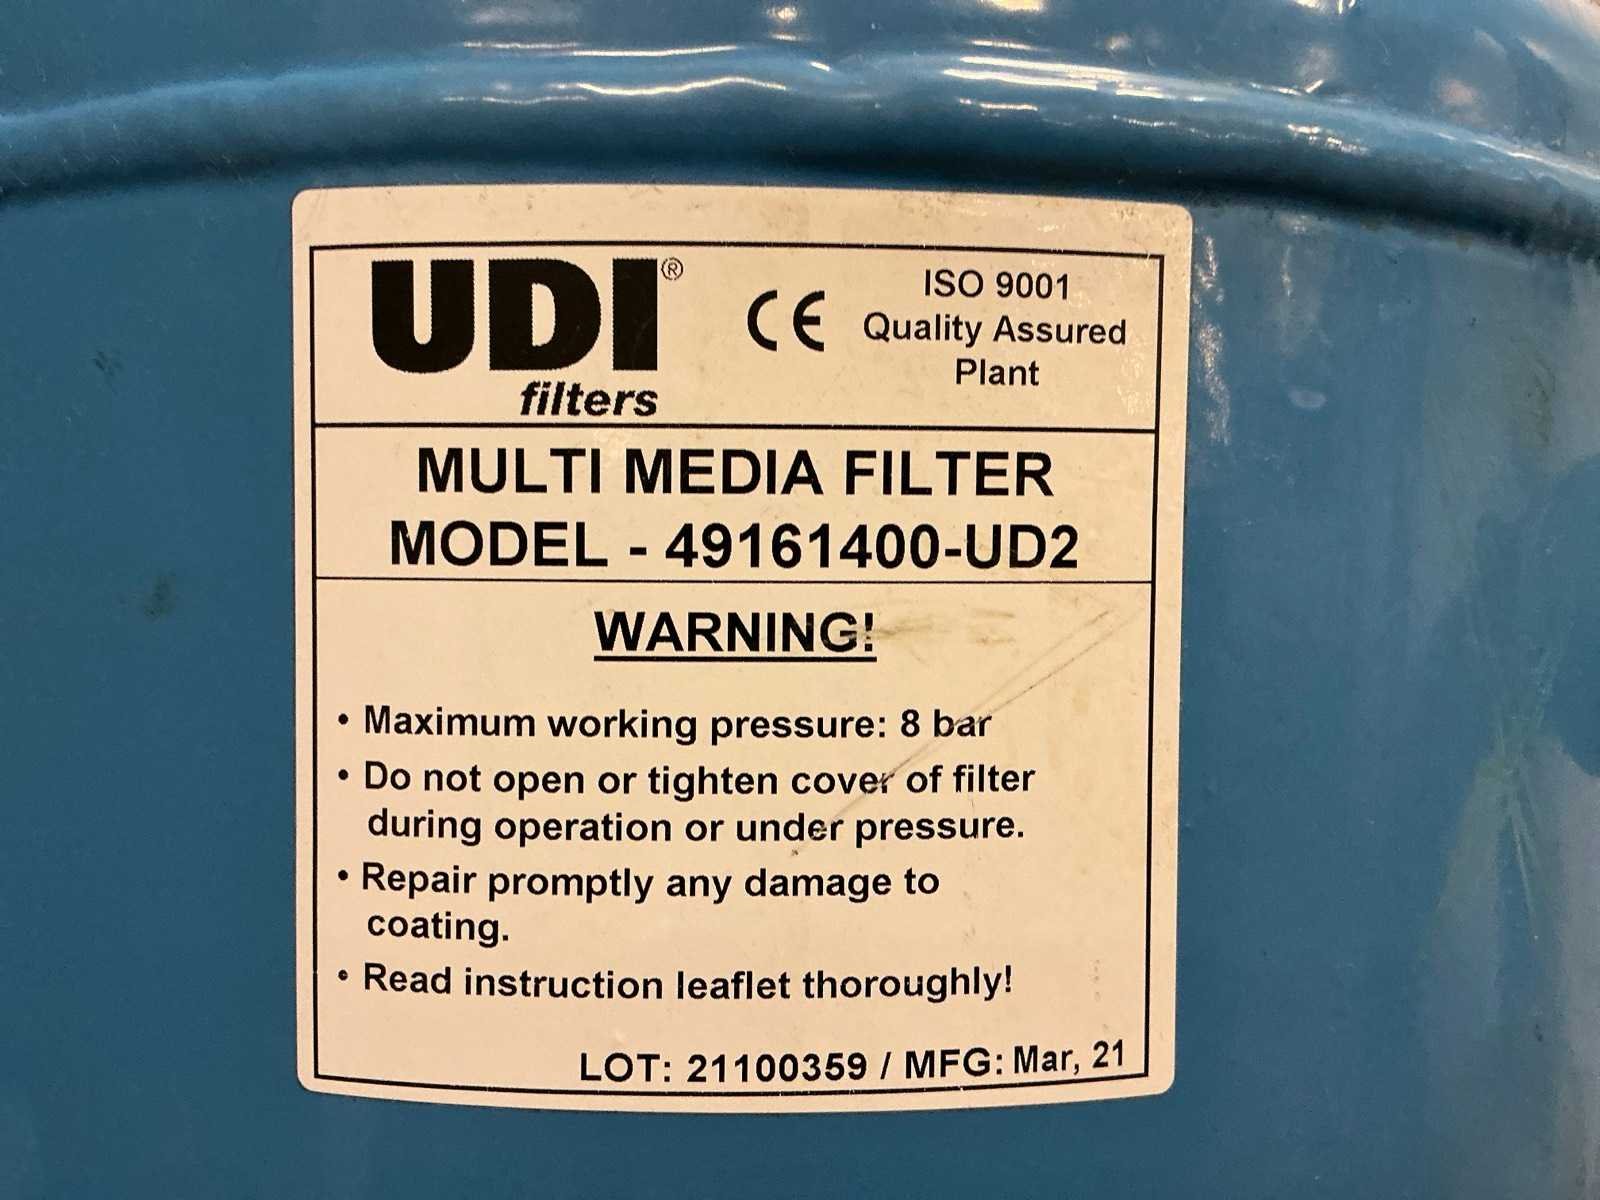 UDI®
filters
CE
ISO 9001
Quality Assured
Plant
MULTI MEDIA FILTER
MODEL - 49161400-UD2
WARNING!
• Maximum working pressure: 8 bar
• Do not open or tighten cover of filter
during operation or under pressure.
• Repair promptly any damage to
coating.
• Read instruction leaflet thoroughly!
LOT: 21100359 / MFG: Mar, 21